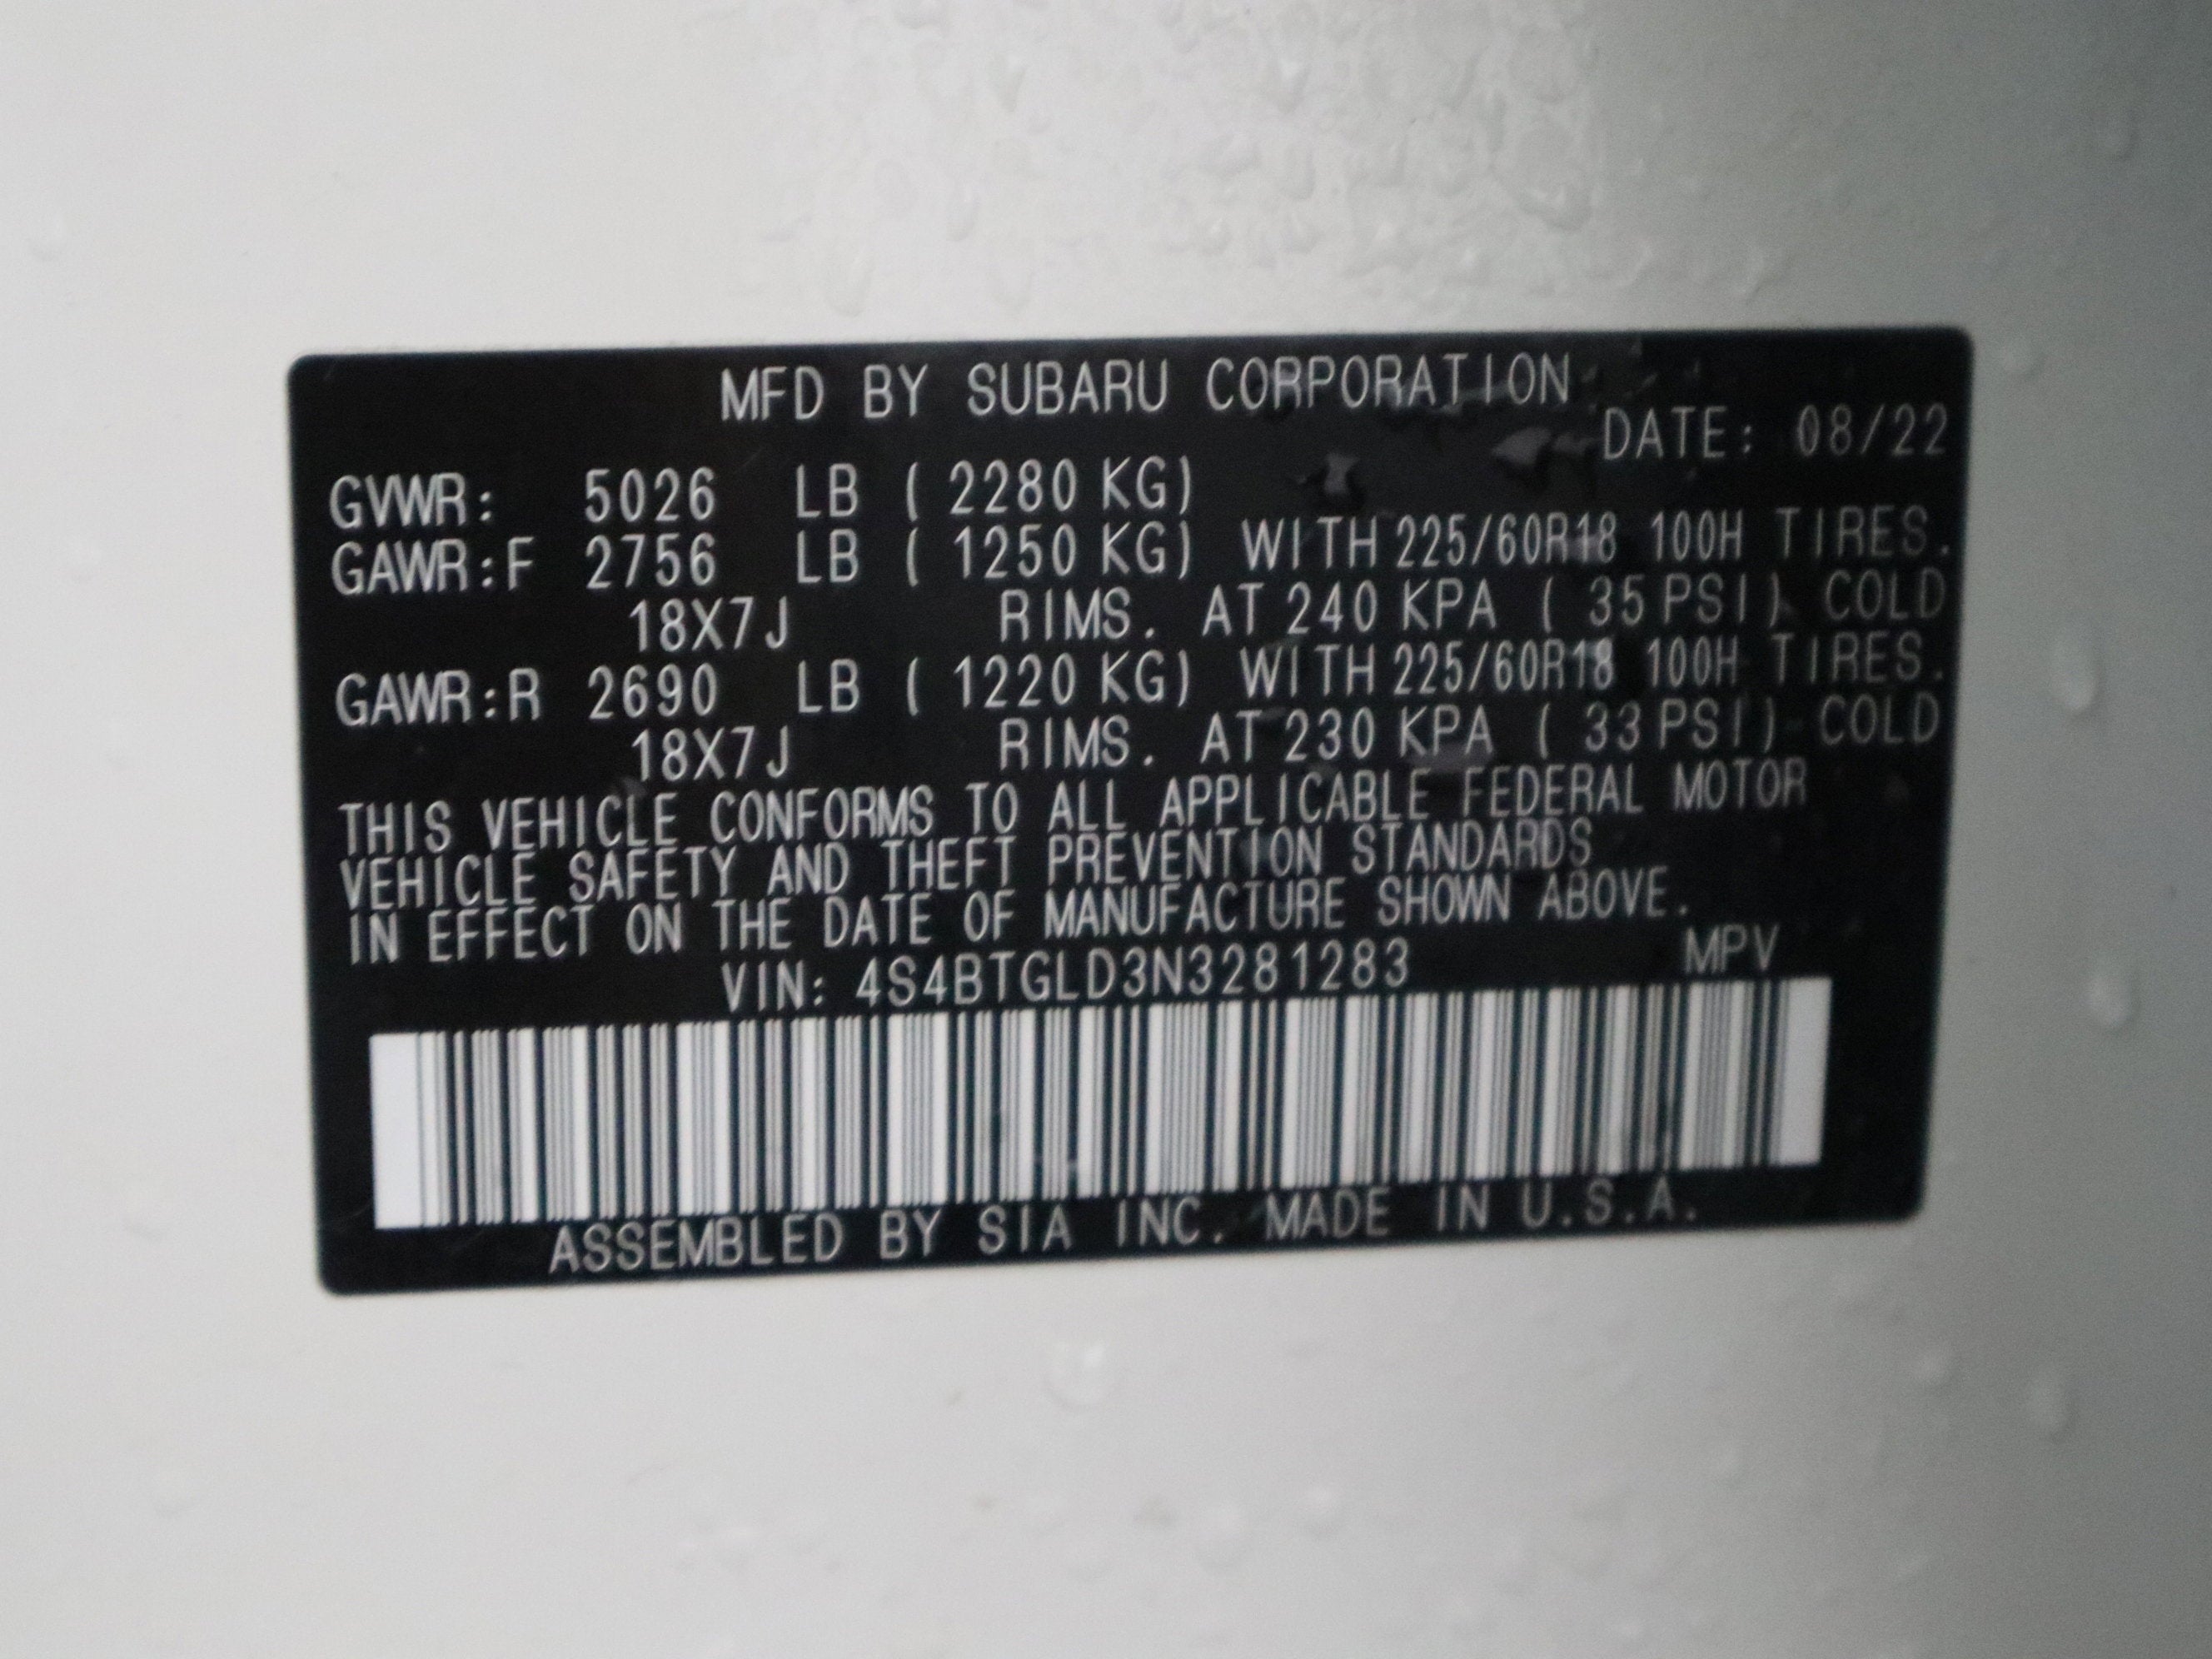 MFD BY SUBARU CORPORATION
DATE: 08/22
GVWR: 5026 LB ( 2280 KG)
GAWR:F 2756 LB ( 1250 KG) WITH 225/60R18 100H TIRES.
18X7J RIMS. AT 240 KPA ( 35 PSI) COLD
GAWR:R 2690 LB ( 1220 KG) WITH 225/60R18 100H TIRES.
18X7J RIMS. AT 230 KPA ( 33 PSI) COLD
THIS VEHICLE CONFORMS TO ALL APPLICABLE FEDERAL MOTOR
VEHICLE SAFETY AND THEFT PREVENTION STANDARDS
IN EFFECT ON THE DATE OF MANUFACTURE SHOWN ABOVE.
VIN: 4S4BTGLD3N3281283 MPV
ASSEMBLED BY SIA INC. MADE IN U.S.A.